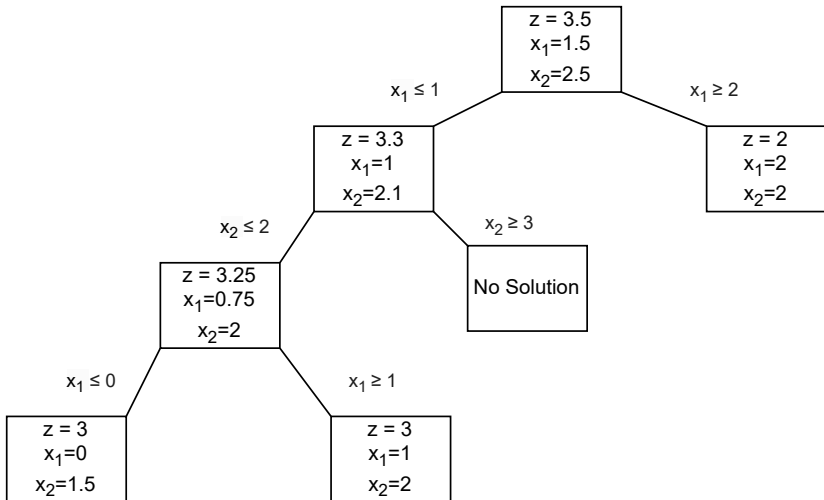 z = 3.5
x₁=1.5
x₂=2.5
x₁ ≤ 1
x₁ ≥ 2
z = 3.3
x₁=1
x₂=2.1
z = 2
x₁=2
x₂=2
x₂ ≤ 2
x₂ ≥ 3
z = 3.25
x₁=0.75
x₂=2
No Solution
x₁ ≤ 0
x₁ ≥ 1
z = 3
x₁=0
x₂=1.5
z = 3
x₁=1
x₂=2